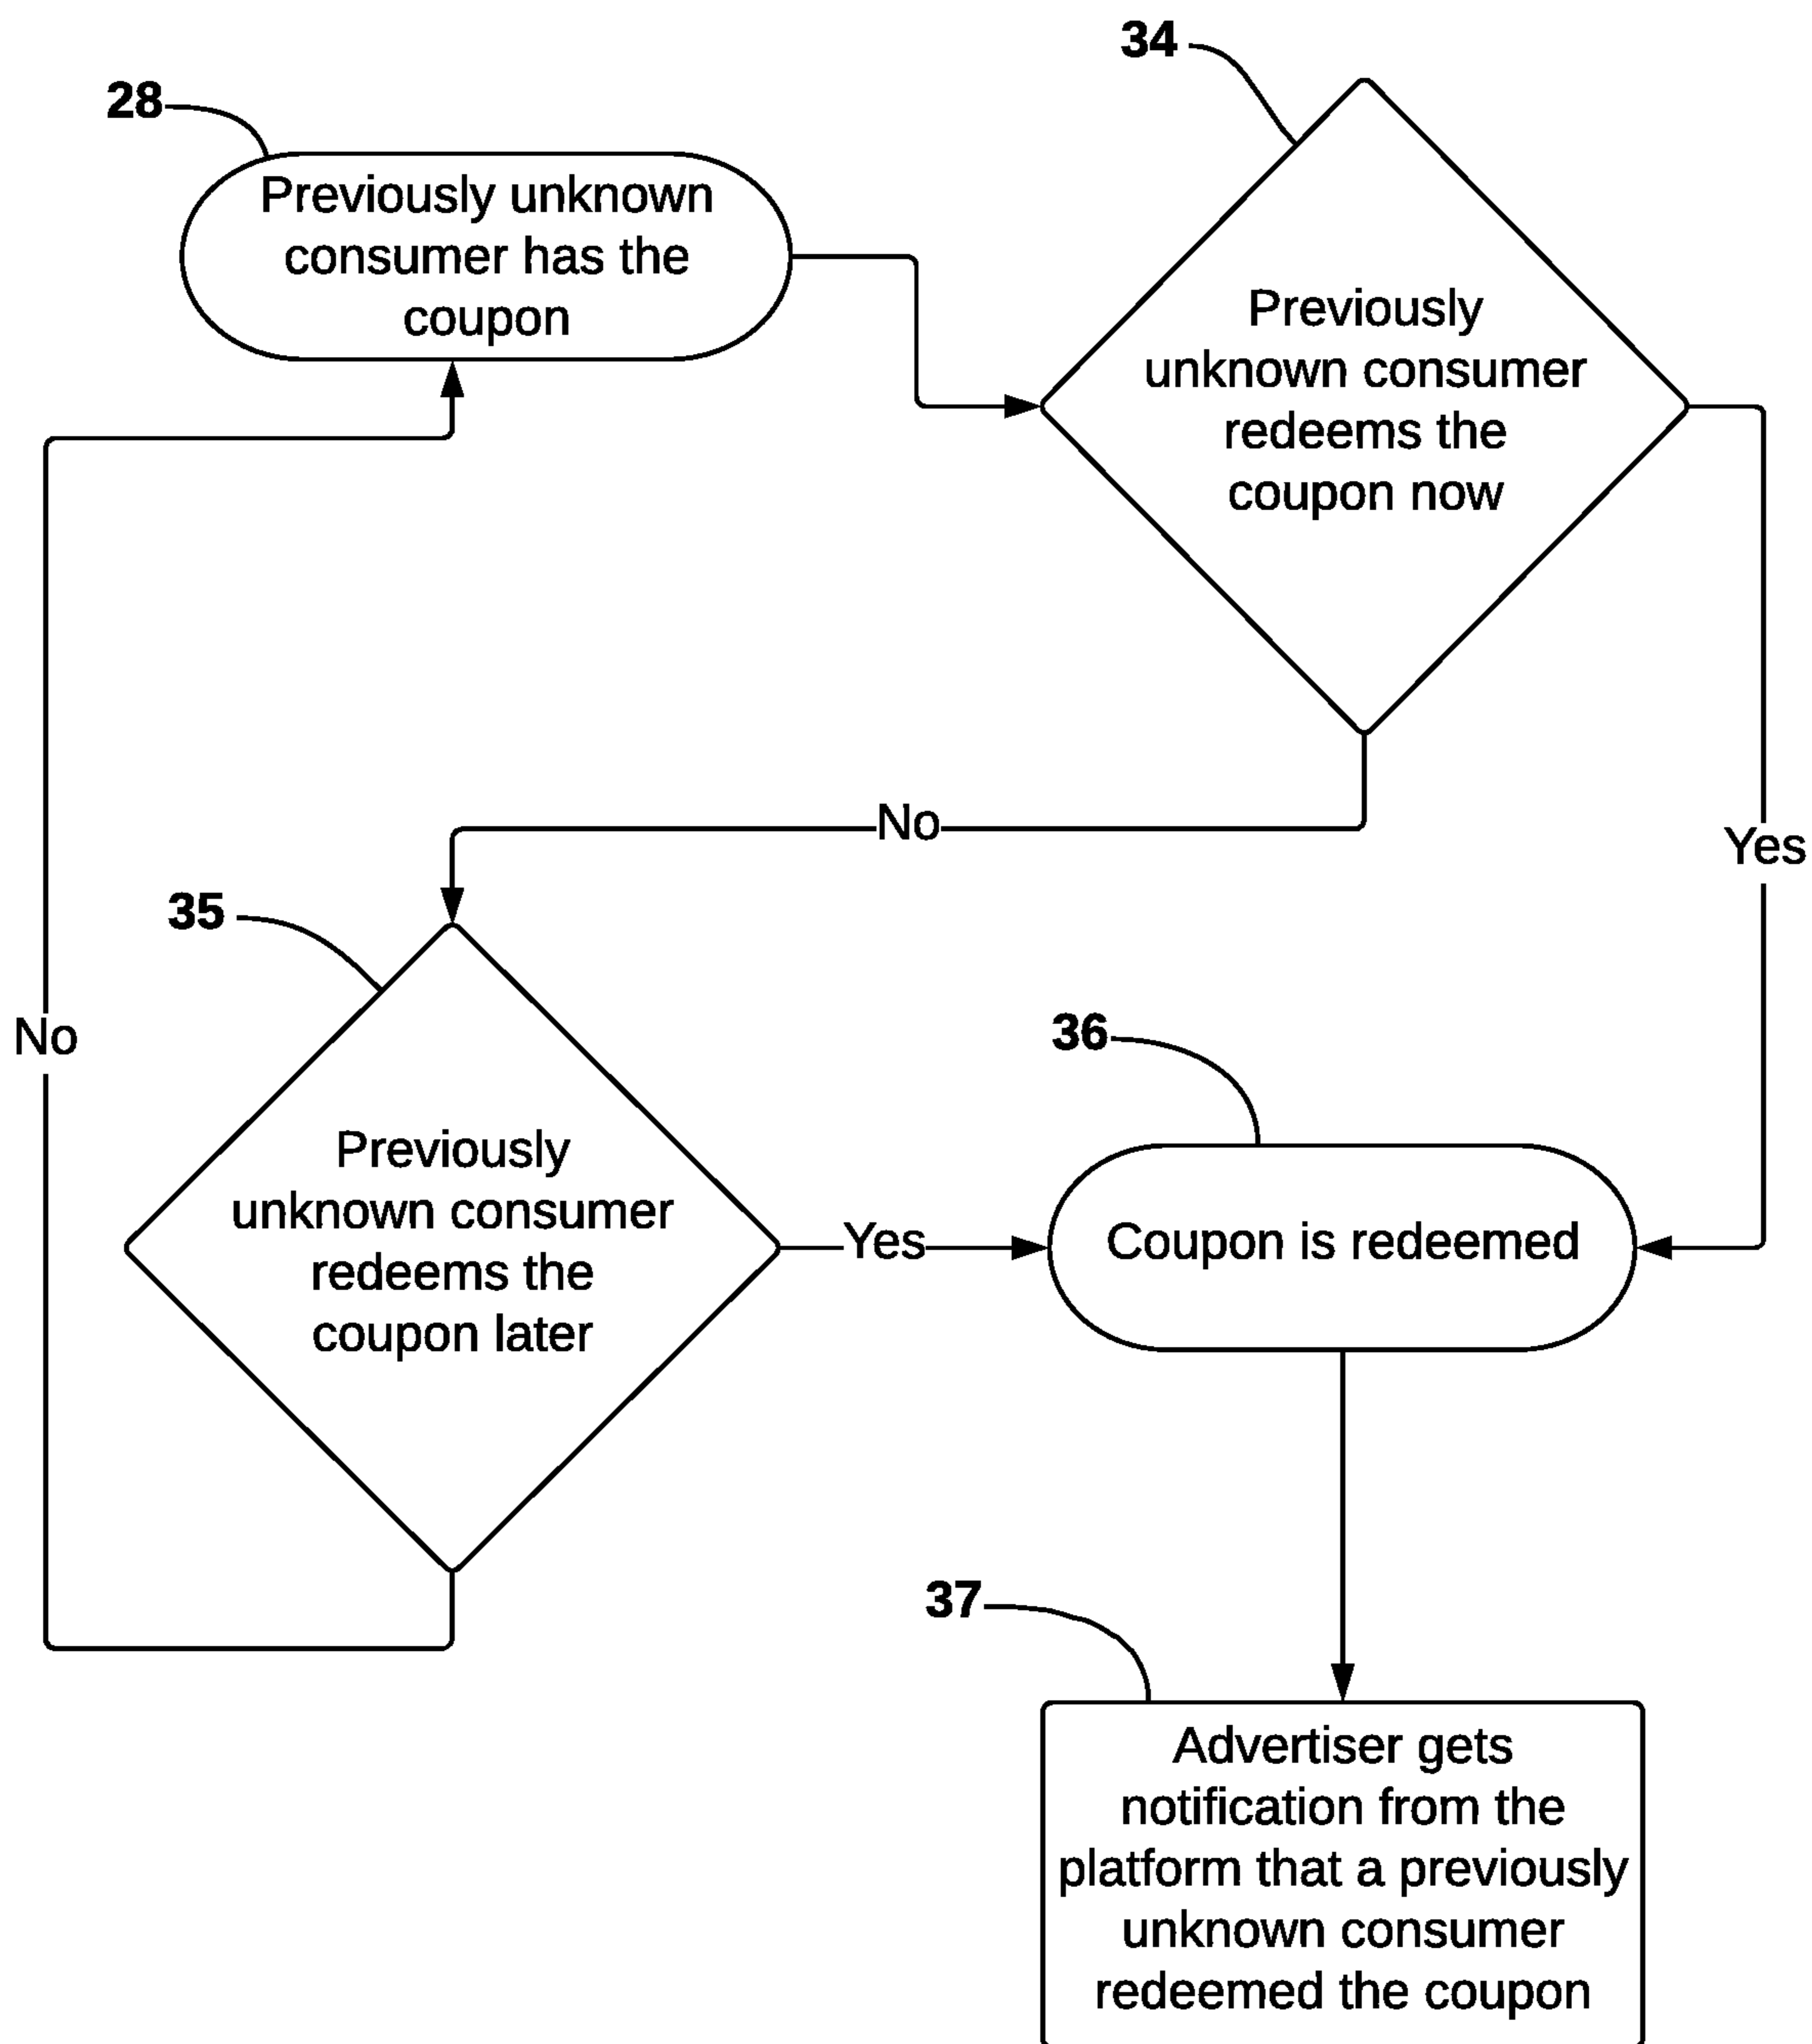 34
28
Previously unknown
consumer has the
coupon
Previously
unknown consumer
redeems the
coupon now
No
Yes
35
No
36
Previously
unknown consumer
redeems the
coupon later
Yes
Coupon is redeemed
37
Advertiser gets
notification from the
platform that a previously
unknown consumer
redeemed the coupon